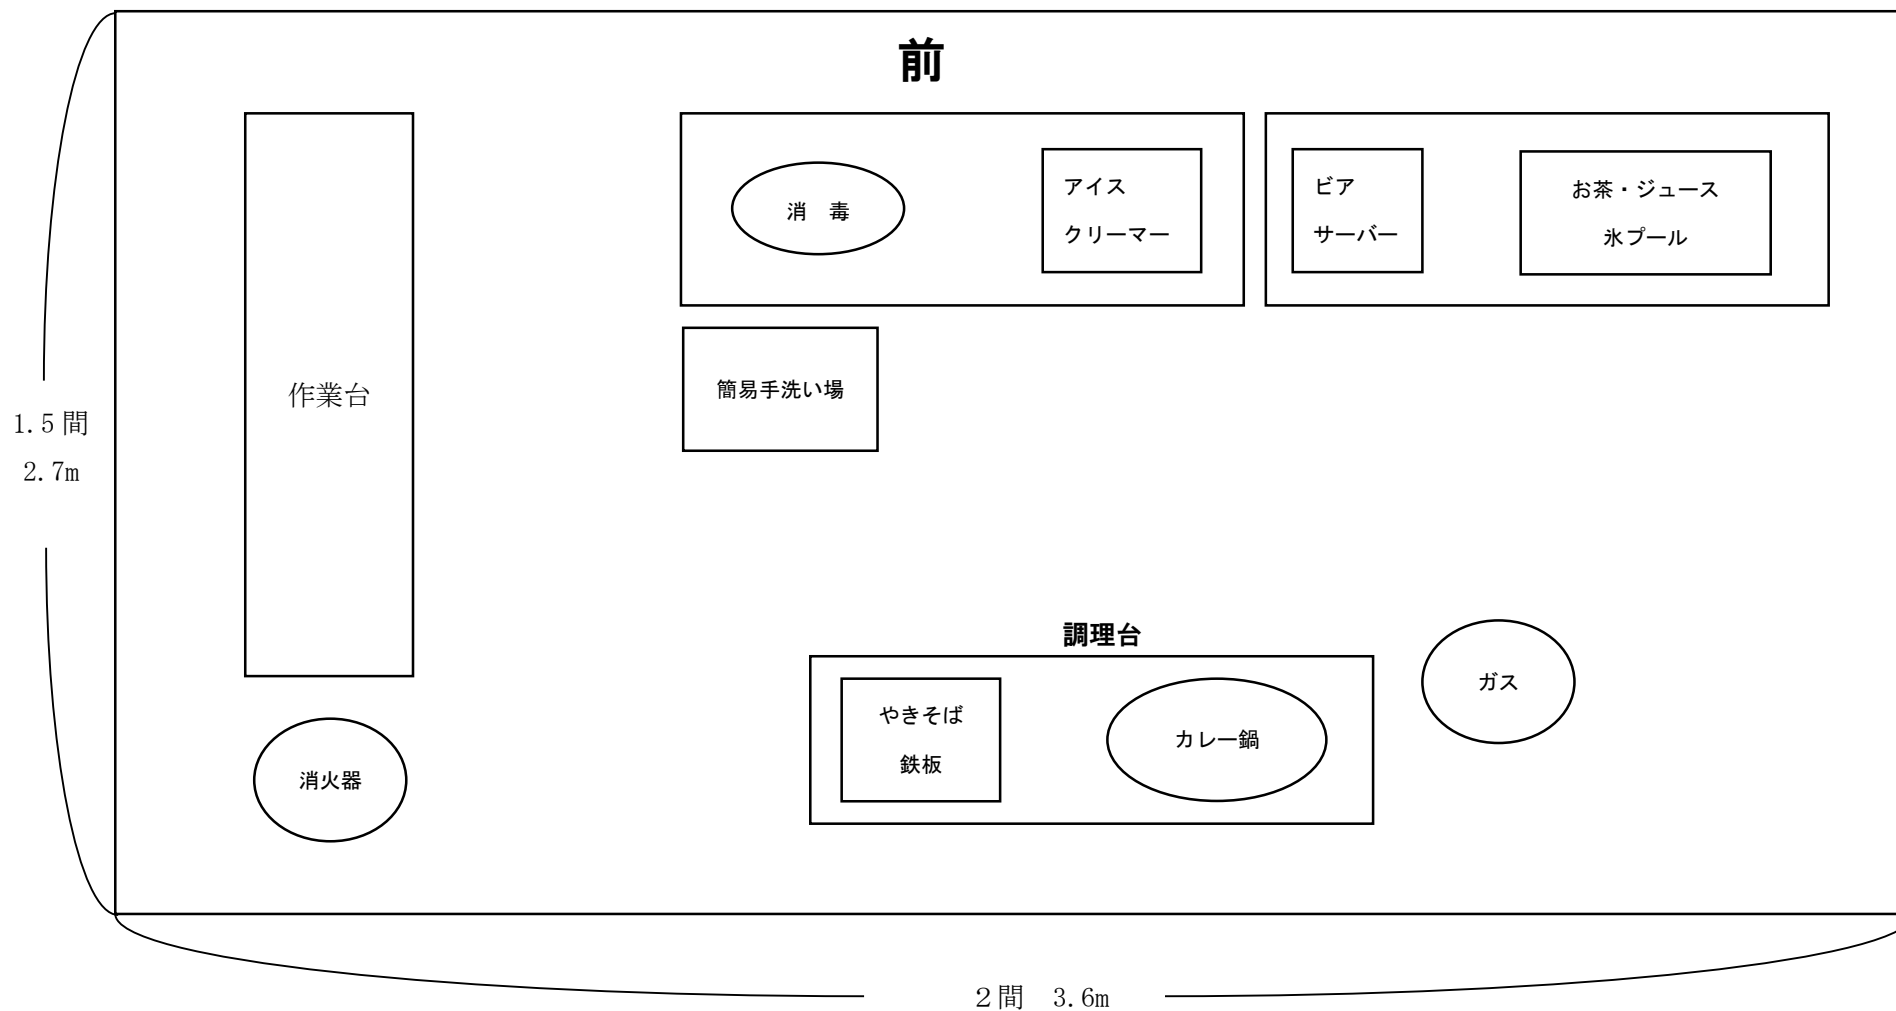 前
消　毒
アイス
クリーマー
ビア
サーバー
お茶・ジュース
氷プール
作業台
簡易手洗い場
1.5間
2.7m
調理台
やきそば
鉄板
カレー鍋
ガス
消火器
２間　3.6m